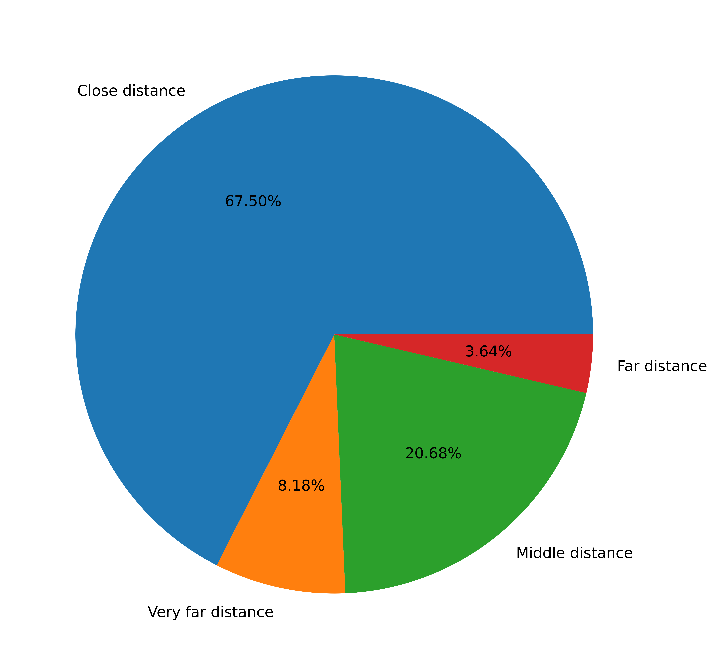 Close distance
67.50%
3.64%
Far distance
20.68%
8.18%
Middle distance
Very far distance